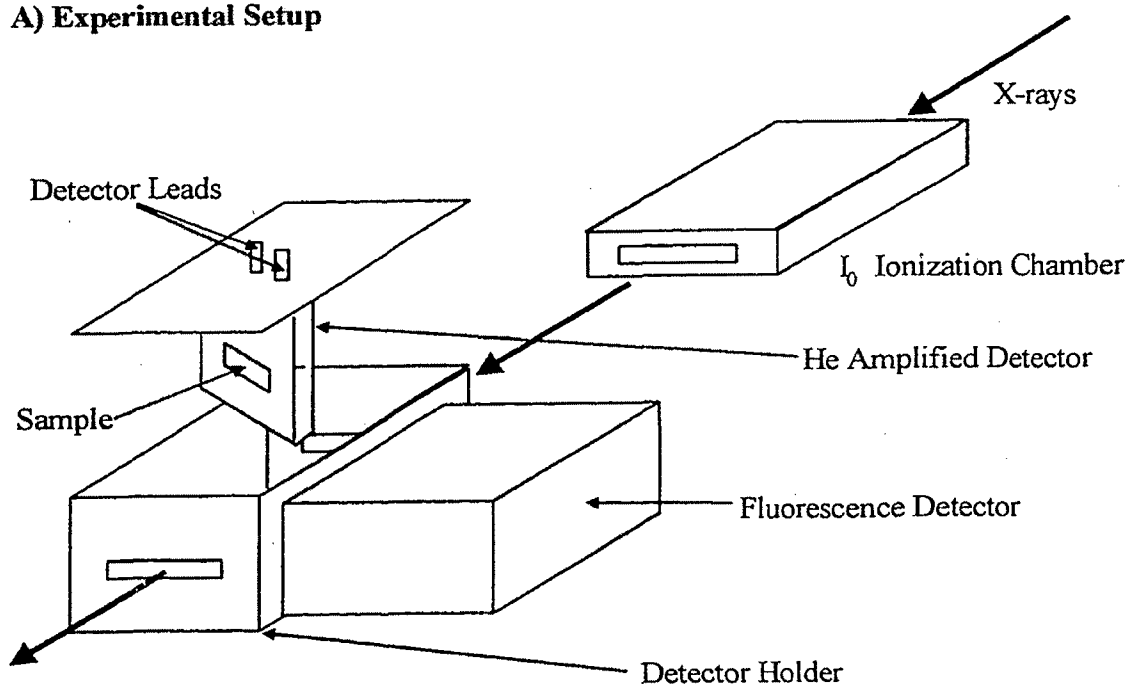 A) Experimental Setup
X-rays
Detector Leads
I0 Ionization Chamber
He Amplified Detector
Sample
Fluorescence Detector
Detector Holder